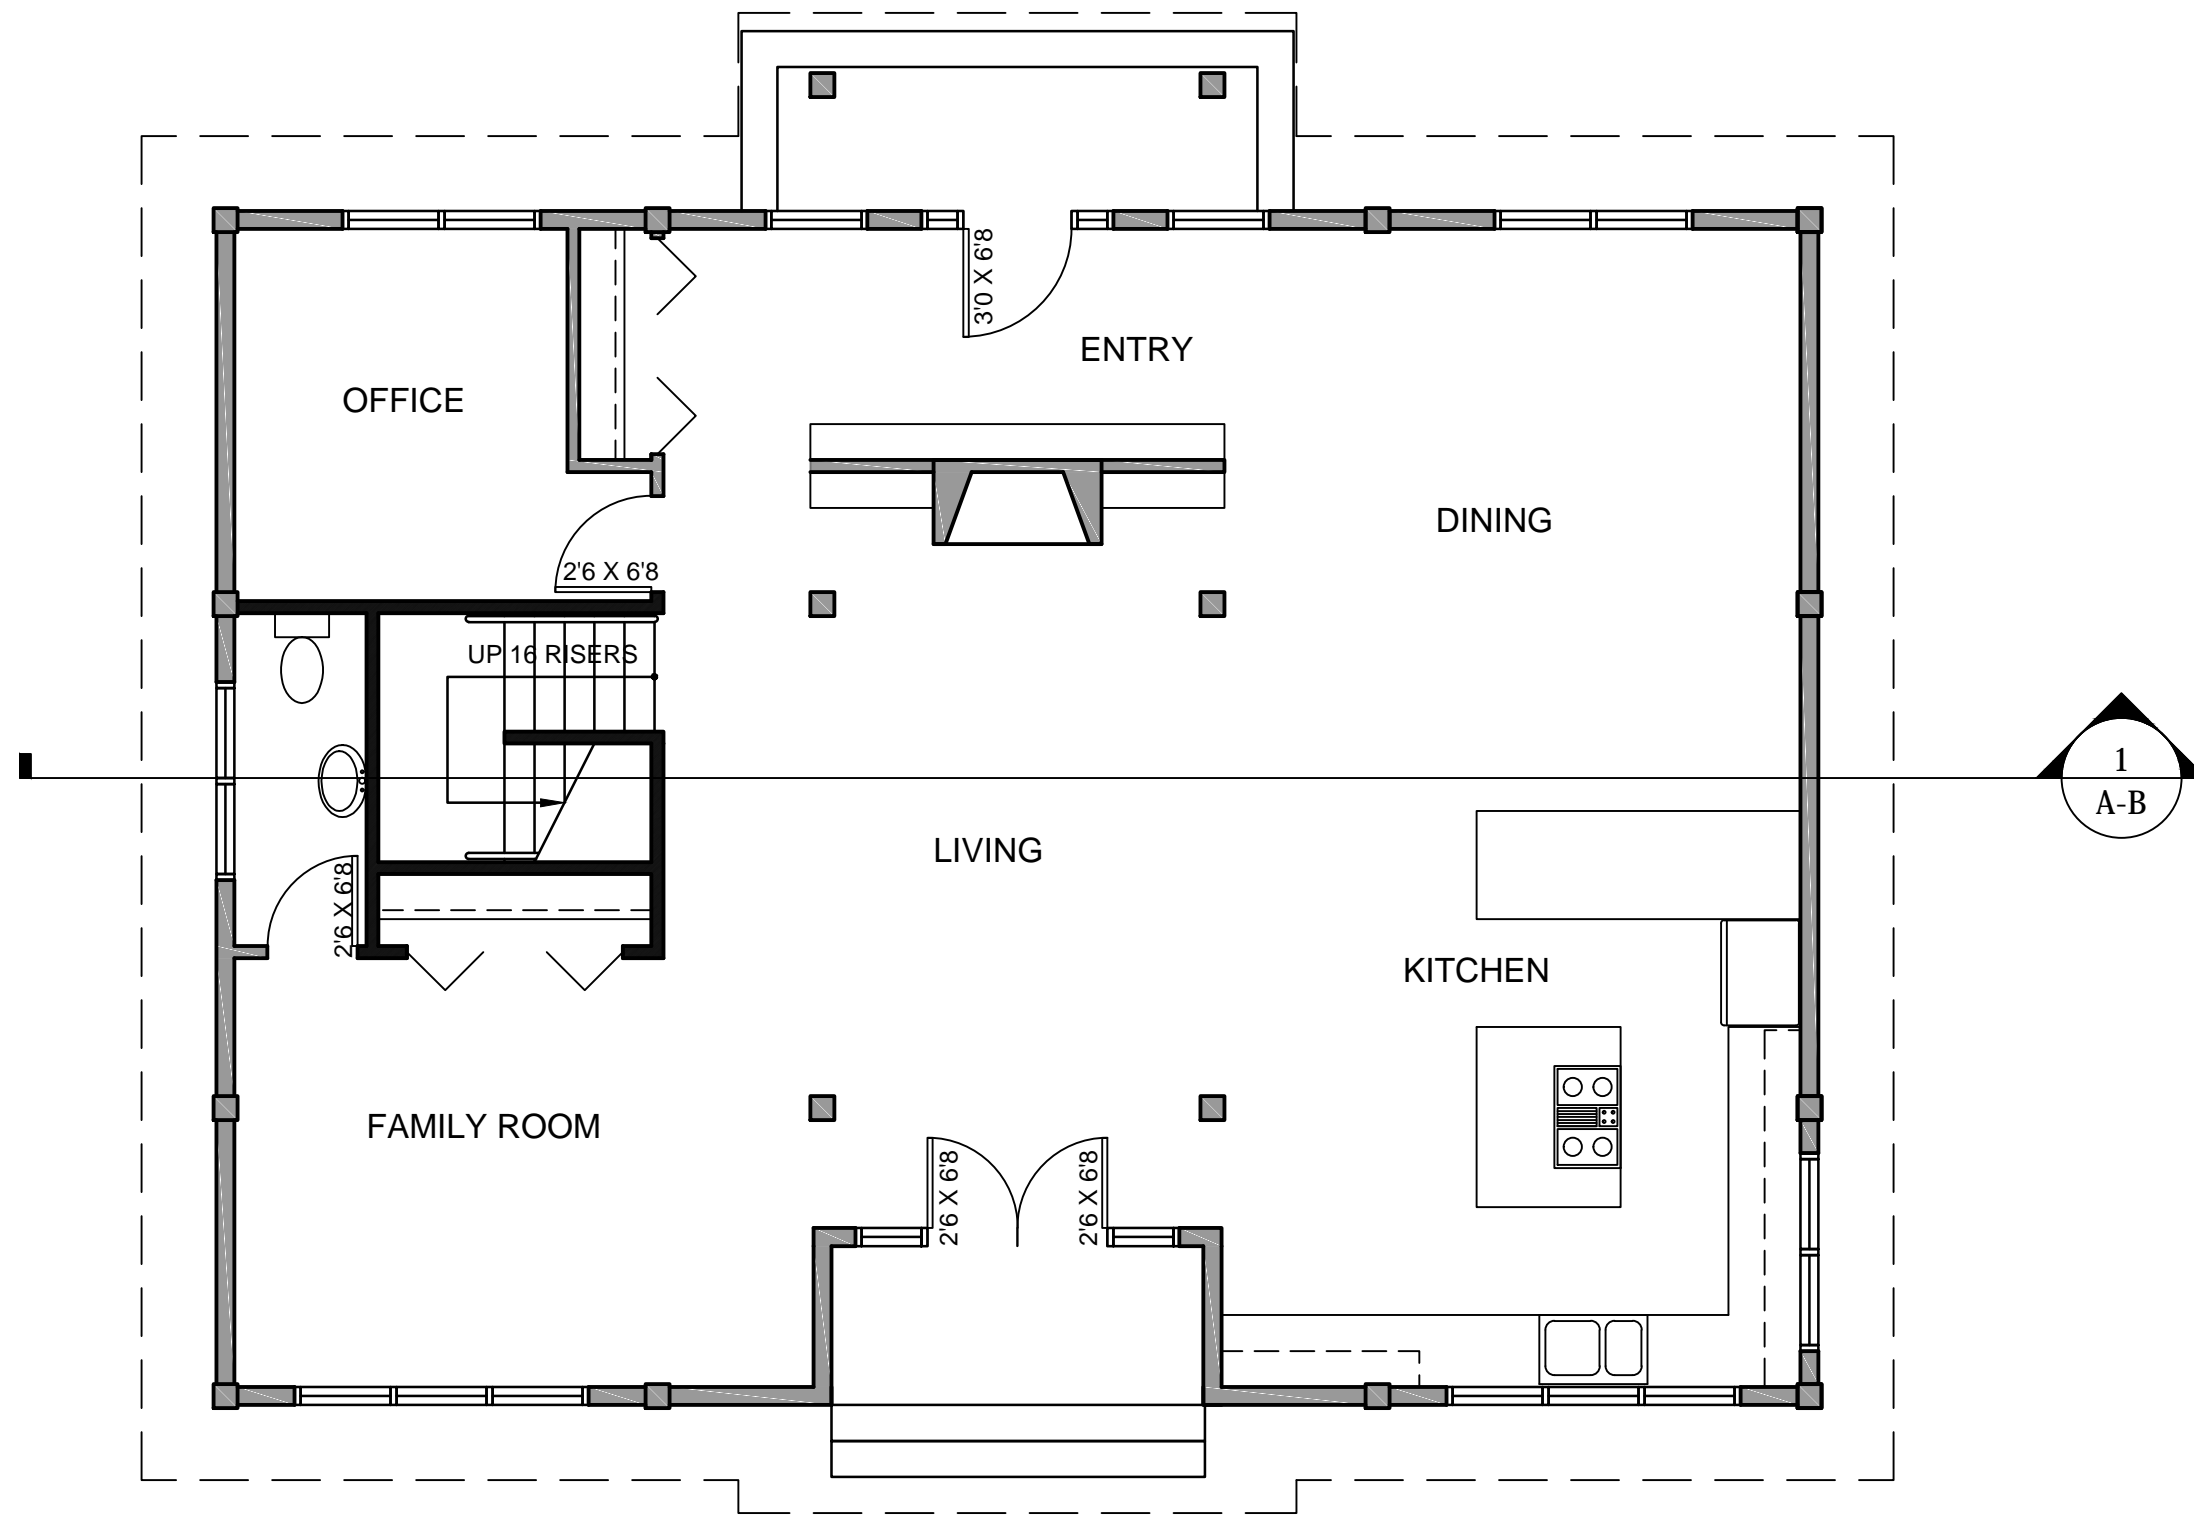 3'0 X 6'8
ENTRY
OFFICE
DINING
2'6 X 6'8
UP 16 RISERS
1
A-B
LIVING
2'6 X 6'8
KITCHEN
FAMILY ROOM
2'6 X 6'8
2'6 X 6'8